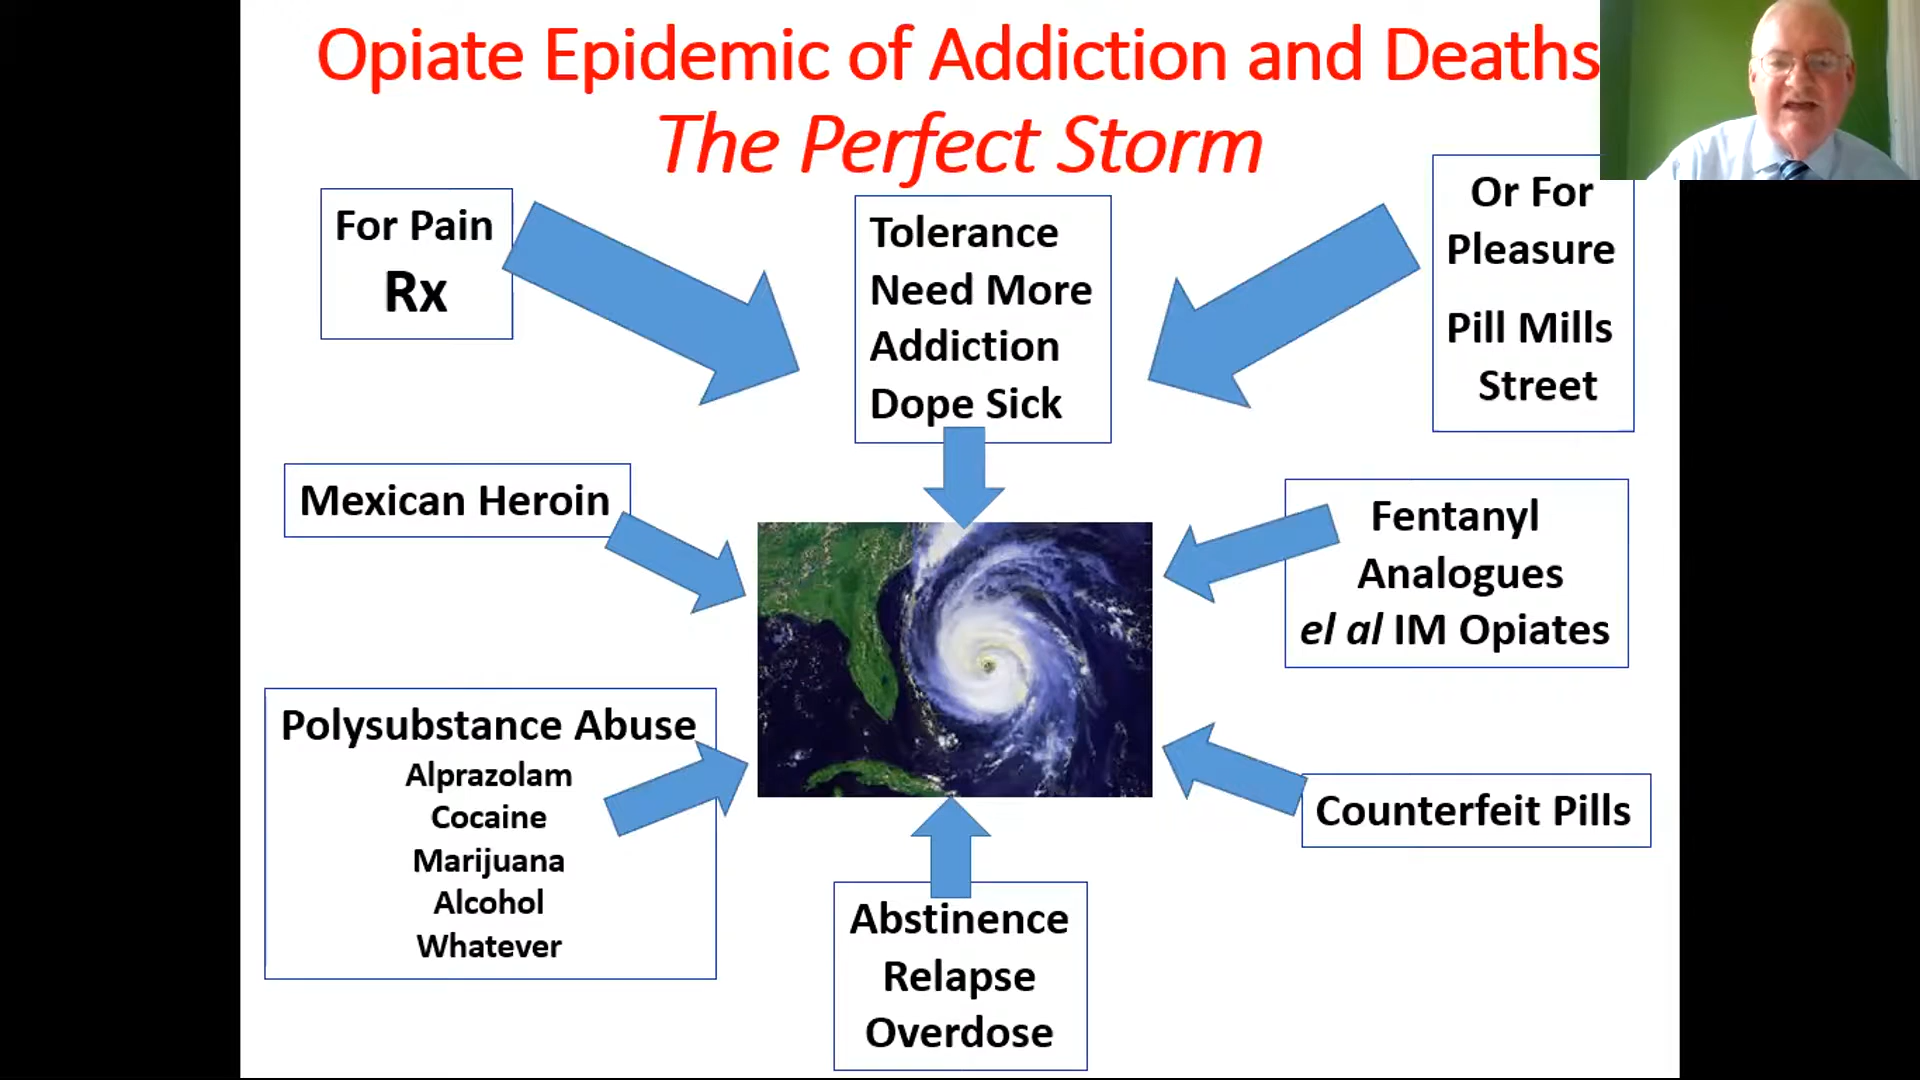 Opiate Epidemic of Addiction and Deaths
The Perfect Storm
For Pain
Rx
Tolerance
Need More
Addiction
Dope Sick
Or For
Pleasure
Pill Mills
Street
Mexican Heroin
Fentanyl
Analogues
el al IM Opiates
Polysubstance Abuse
Alprazolam
Cocaine
Marijuana
Alcohol
Whatever
Counterfeit Pills
Abstinence
Relapse
Overdose